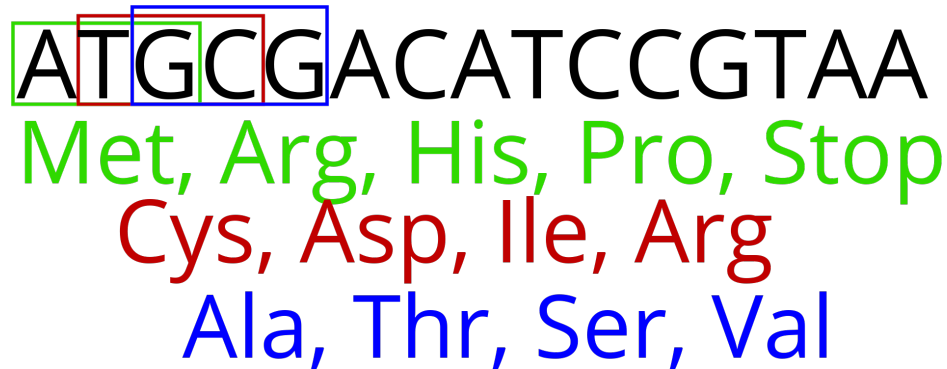 ATGCGACATCCGTAA
Met, Arg, His, Pro, Stop
Cys, Asp, Ile, Arg
Ala, Thr, Ser, Val